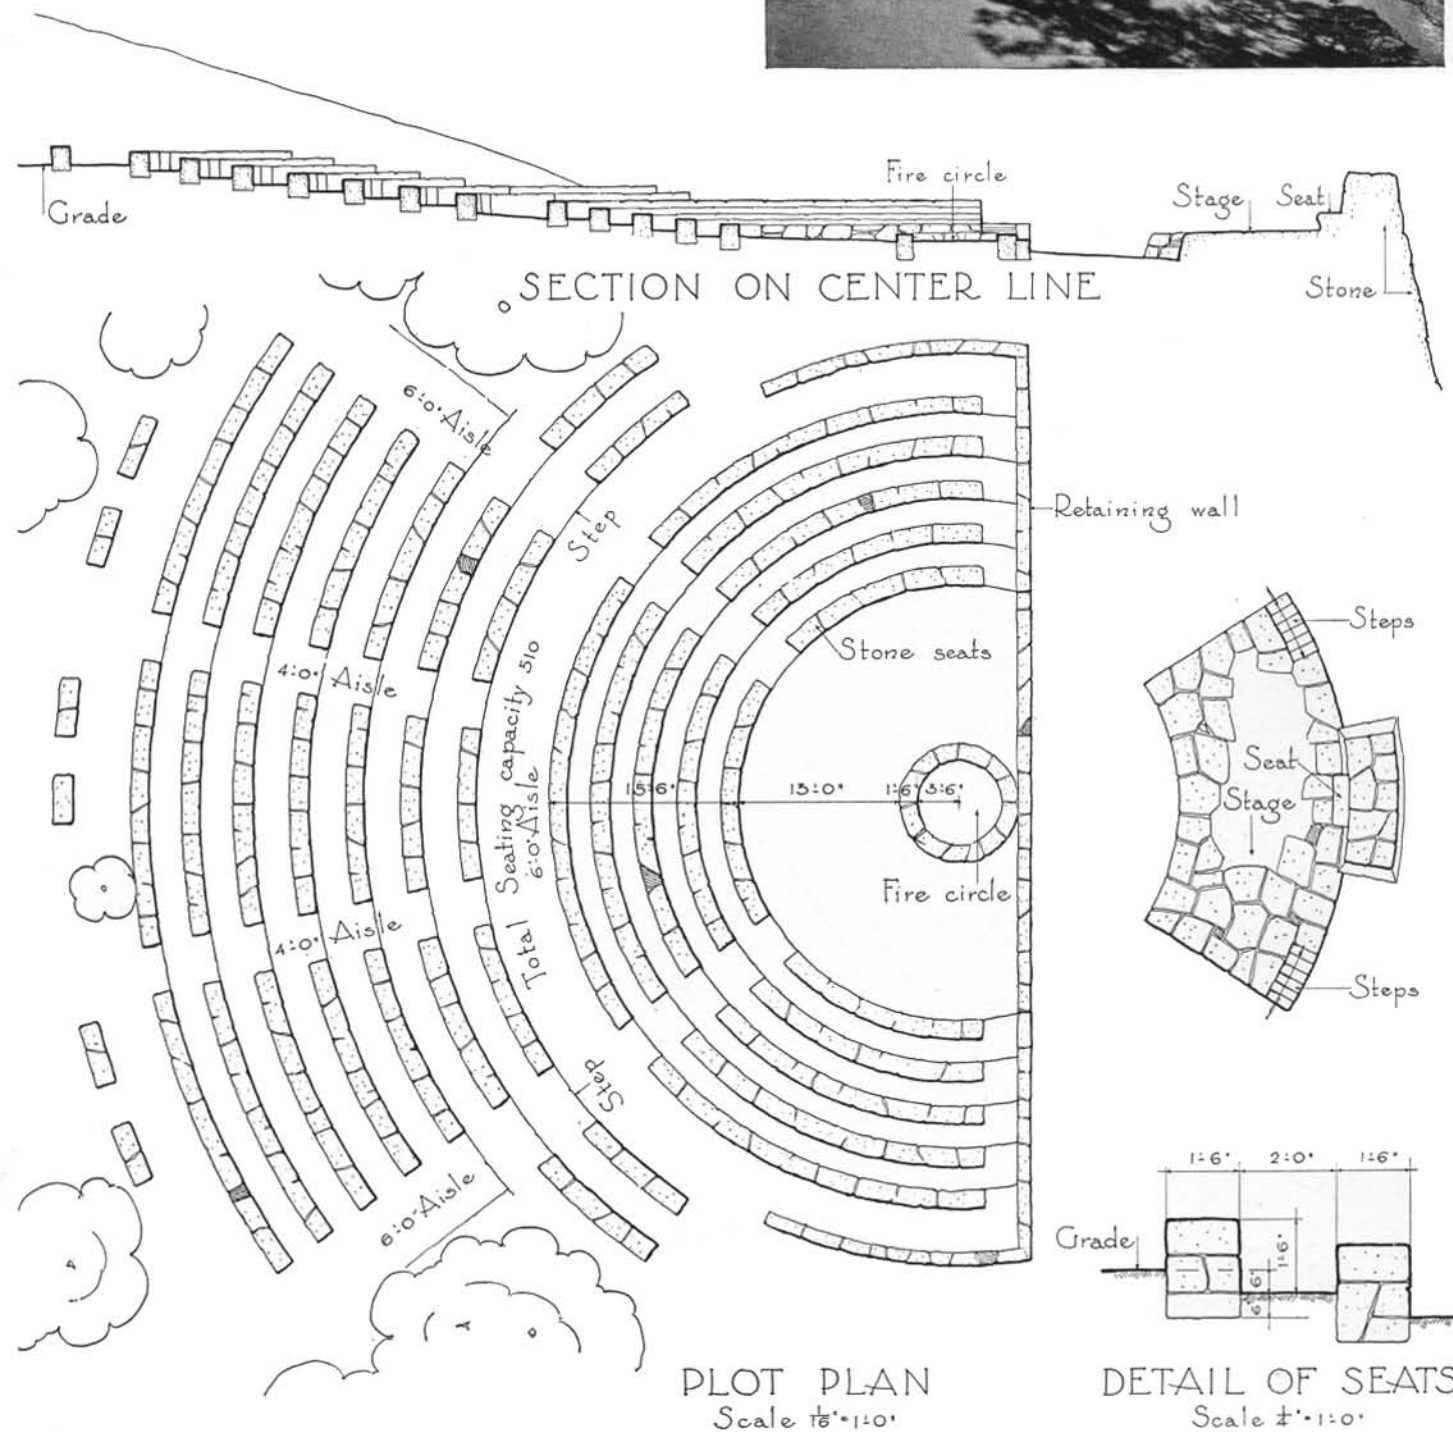 Grade
Fire circle
Stage
Seat
Stone
SECTION ON CENTER LINE
6'-0" Aisle
Step
Retaining wall
Stone seats
4'-0" Aisle
Total Seating capacity 510
6'-0" Aisle
15'-6"
13'-0"
1'-6"
3'-6"
Fire circle
4'-0" Aisle
Step
6'-0" Aisle
Steps
Seat
Stage
Steps
1'-6"
2'-0"
1'-6"
Grade
1'-6"
6"
6"
PLOT PLAN
Scale 1/16" = 1'-0"
DETAIL OF SEATS
Scale 1/4" = 1'-0"